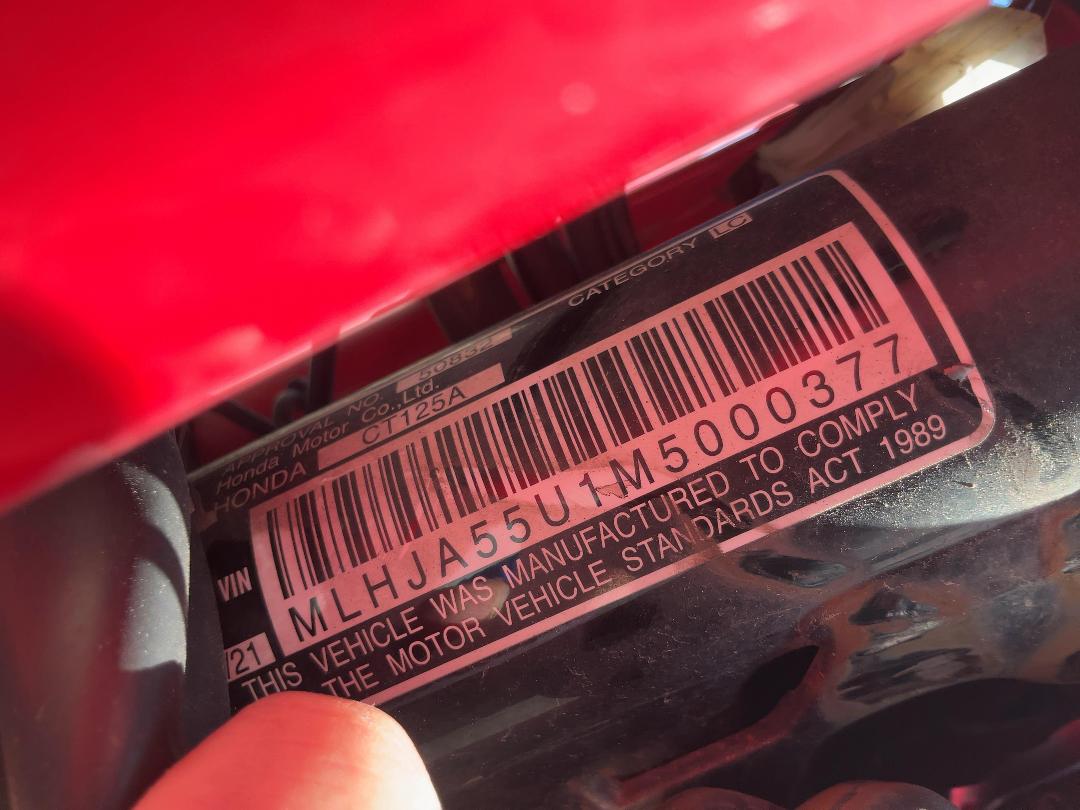 APPROVAL NO. 50832 CATEGORY LC
Honda Motor Co.,Ltd.
HONDA CT125A
VIN MLHJA55U1M5000377
/21 THIS VEHICLE WAS MANUFACTURED TO COMPLY
THE MOTOR VEHICLE STANDARDS ACT 1989